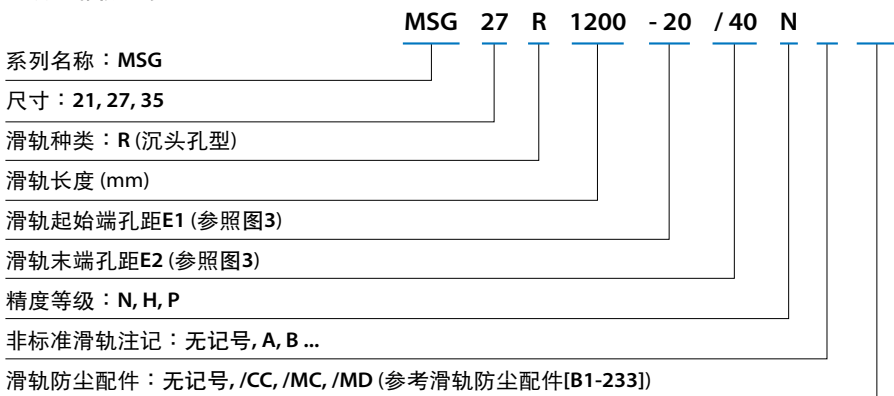 MSG 27 R 1200 - 20 / 40 N
系列名称：MSG
尺寸：21, 27, 35
滑轨种类：R (沉头孔型)
滑轨长度 (mm)
滑轨起始端孔距E1 (参照图3)
滑轨末端孔距E2 (参照图3)
精度等级：N, H, P
非标准滑轨注记：无记号, A, B ...
滑轨防尘配件：无记号, /CC, /MC, /MD (参考滑轨防尘配件[B1-233])